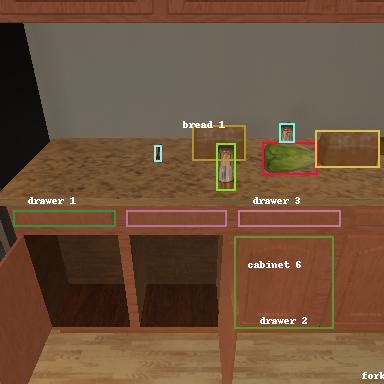 bread 1
drawer 1
drawer 3
cabinet 6
drawer 2
fork